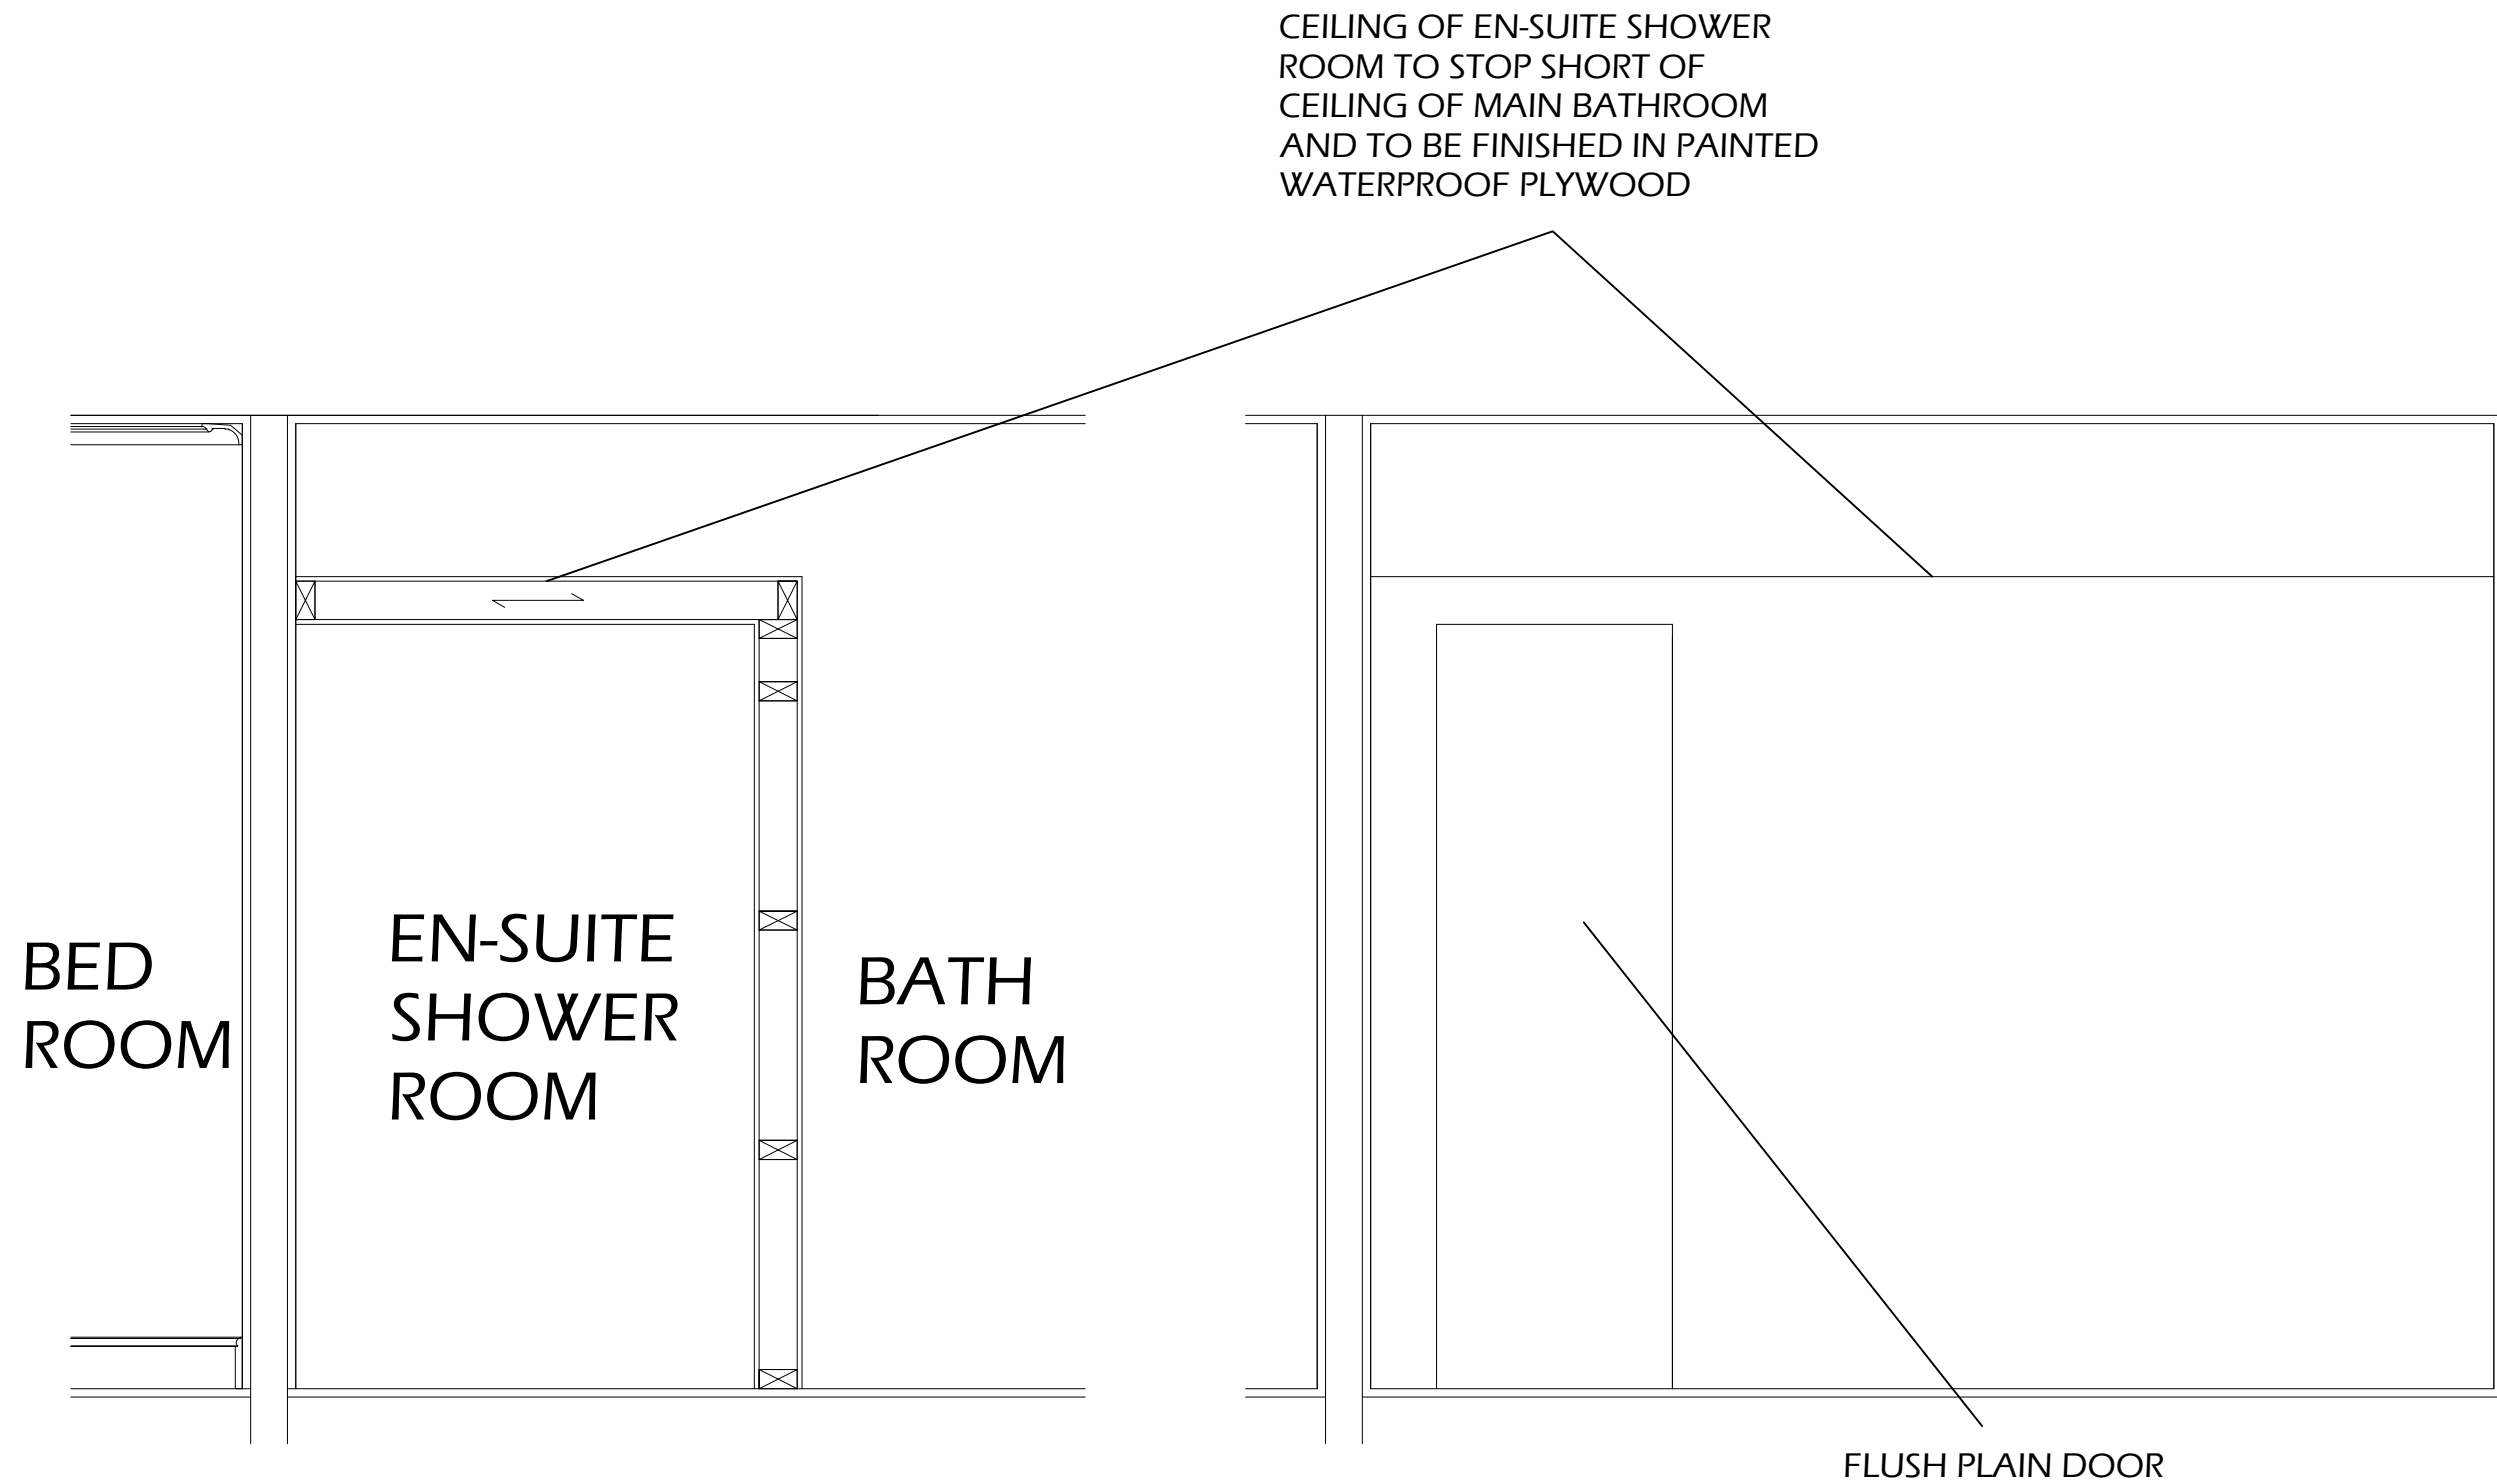 CEILING OF EN-SUITE SHOWER
ROOM TO STOP SHORT OF
CEILING OF MAIN BATHROOM
AND TO BE FINISHED IN PAINTED
WATERPROOF PLYWOOD
BED
ROOM
EN-SUITE
SHOWER
ROOM
BATH
ROOM
FLUSH PLAIN DOOR